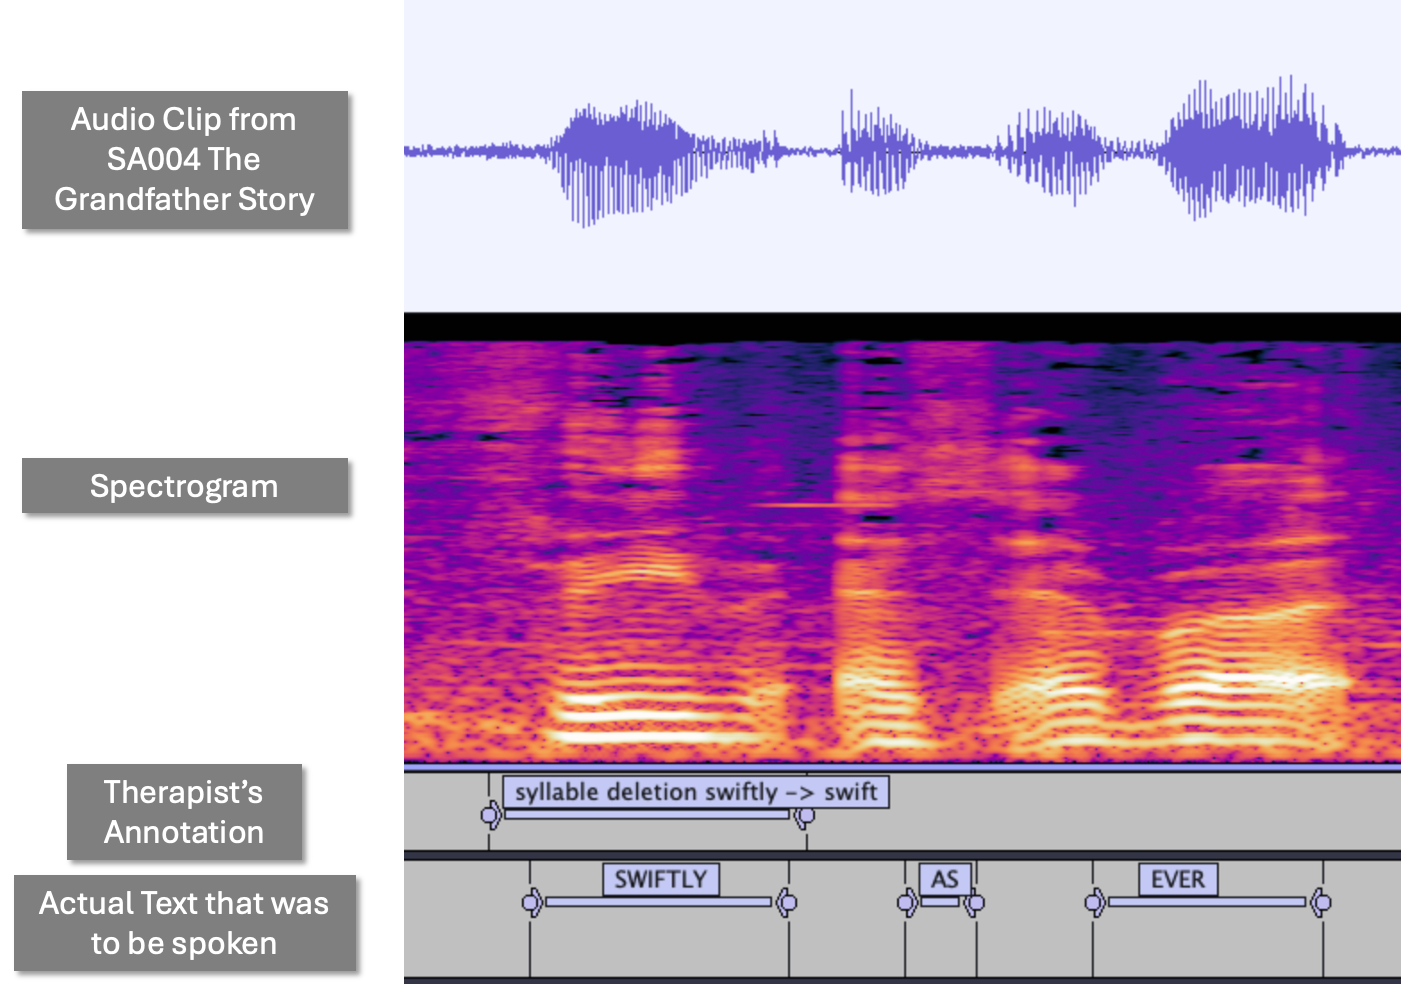 Audio Clip from
SA004 The
Grandfather Story
Spectrogram
Therapist's
Annotation
syllable deletion swiftly -> swift
Actual Text that was
to be spoken
SWIFTLY
AS
EVER